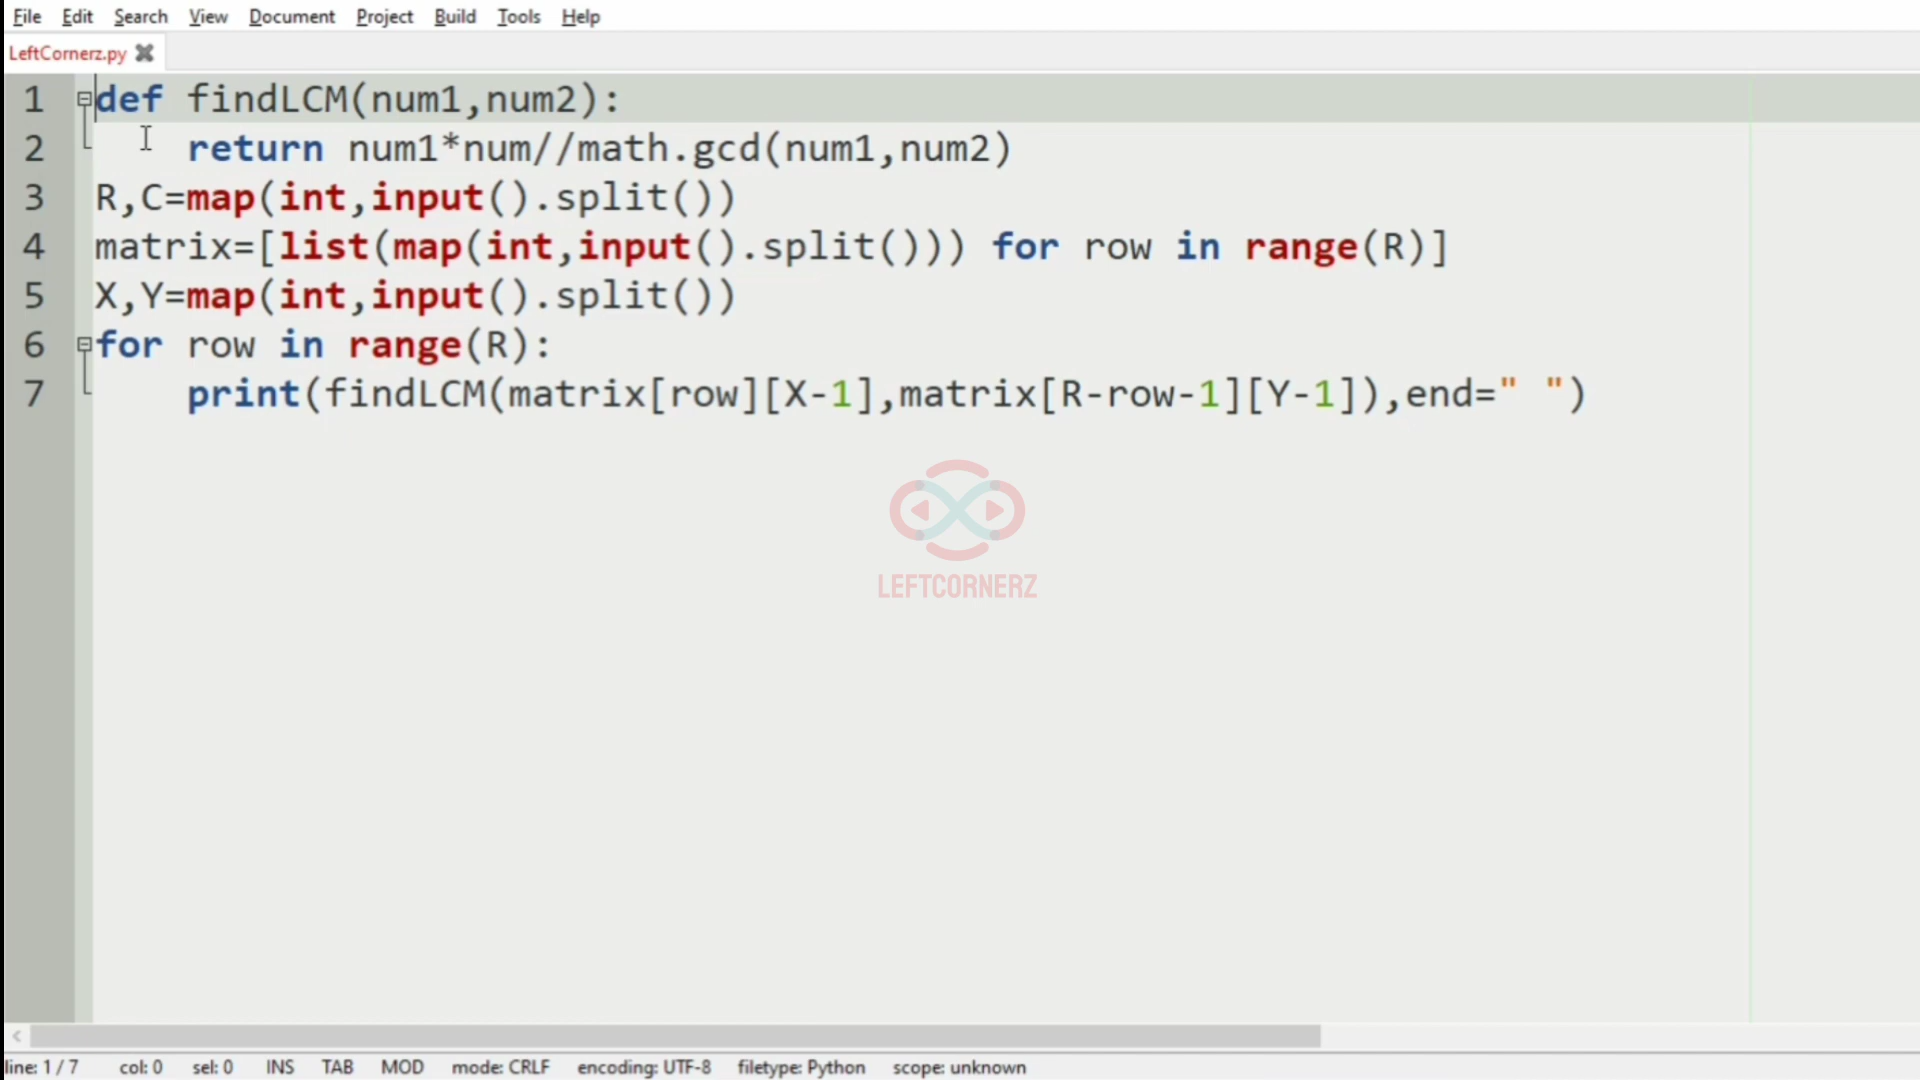 File Edit Search View Document Project Build Tools Help
LeftCornerz.py
1 def findLCM(num1,num2):
2     return num1*num//math.gcd(num1,num2)
3 R,C=map(int,input().split())
4 matrix=[list(map(int,input().split())) for row in range(R)]
5 X,Y=map(int,input().split())
6 for row in range(R):
7     print(findLCM(matrix[row][X-1],matrix[R-row-1][Y-1]),end=" ")
LEFTCORNERZ
line: 1 / 7 col: 0 sel: 0 INS TAB MOD mode: CRLF encoding: UTF-8 filetype: Python scope: unknown